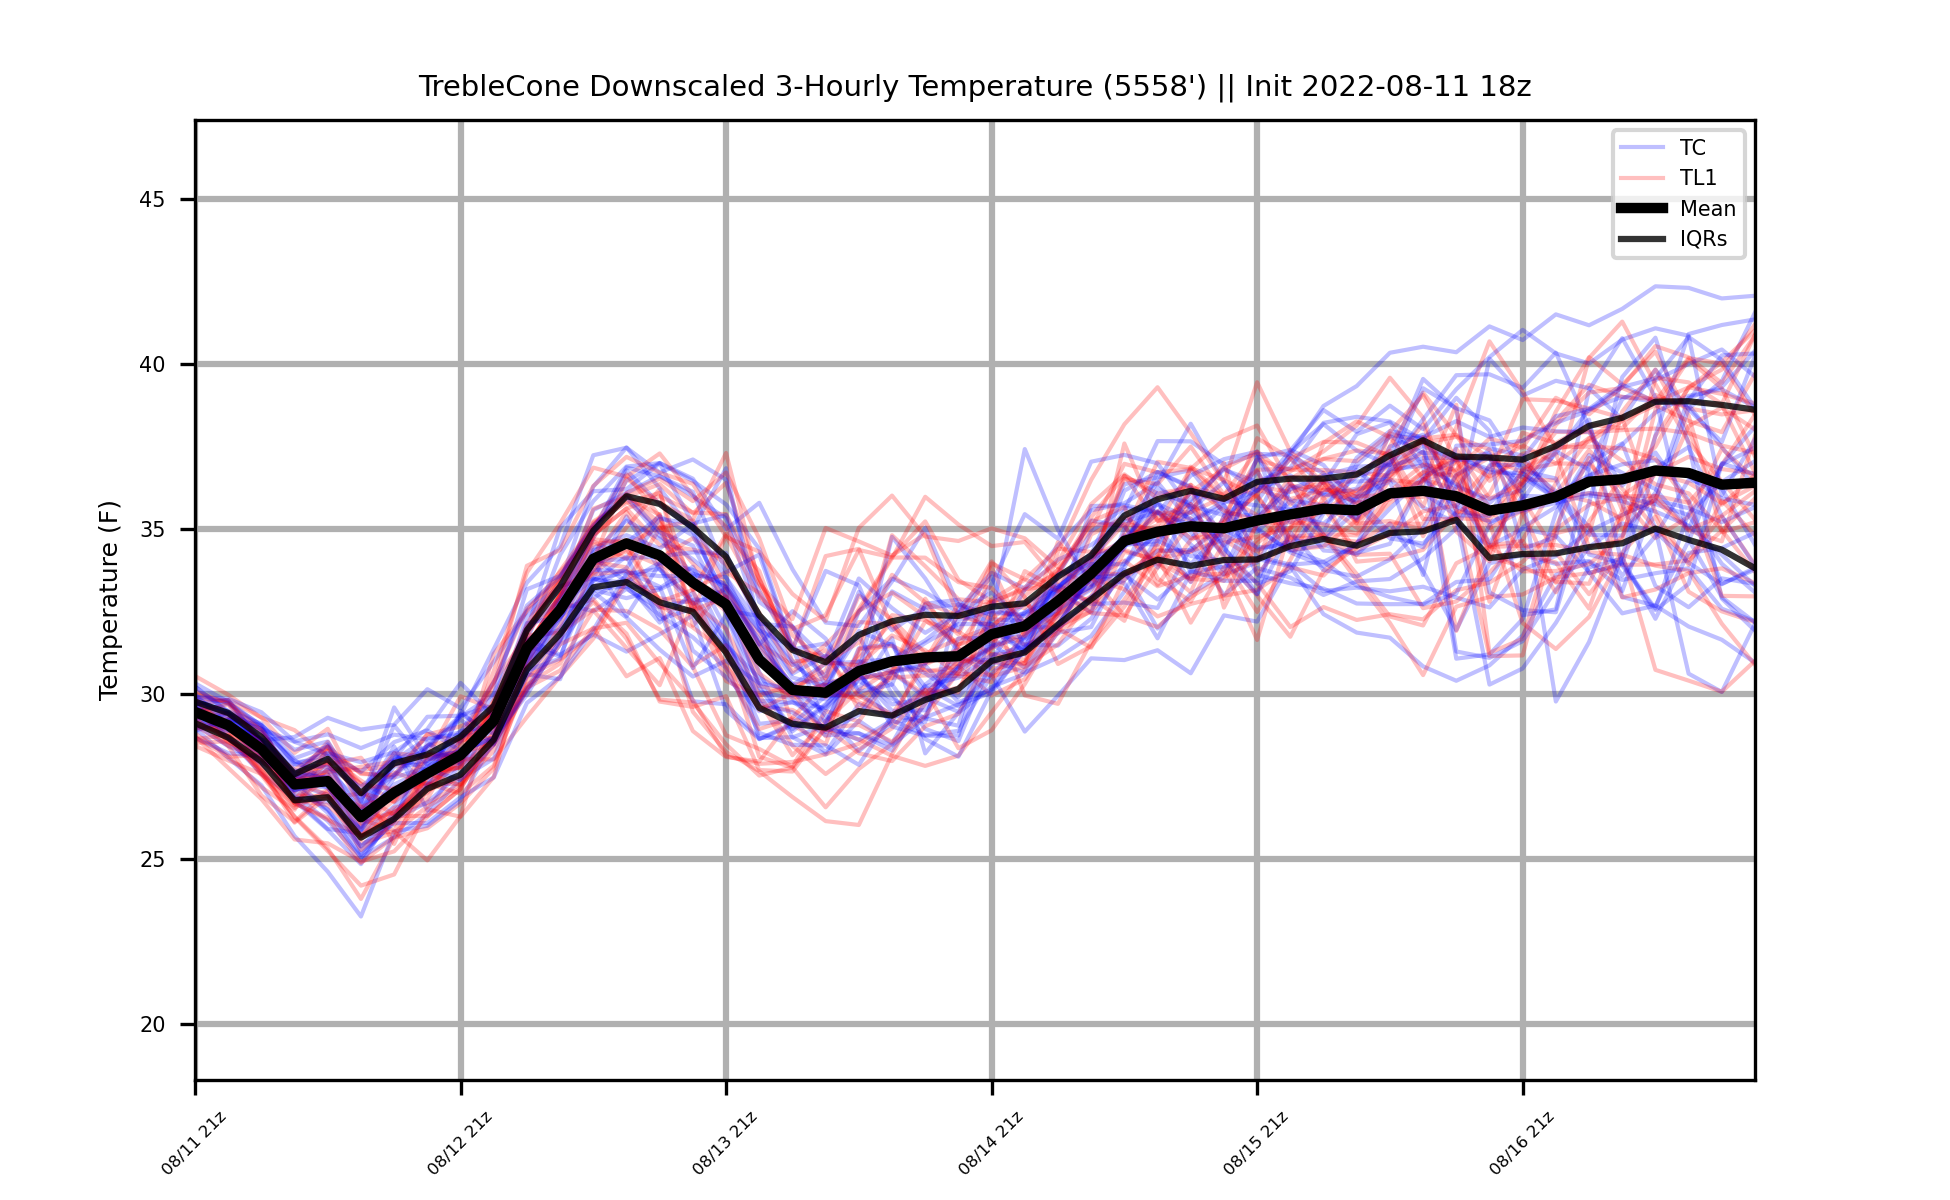 TrebleCone Downscaled 3-Hourly Temperature (5558') || Init 2022-08-11 18z
TC
TL1
Mean
IQRs
Temperature (F)
45
40
35
30
25
20
08/11 21z
08/12 21z
08/13 21z
08/14 21z
08/15 21z
08/16 21z